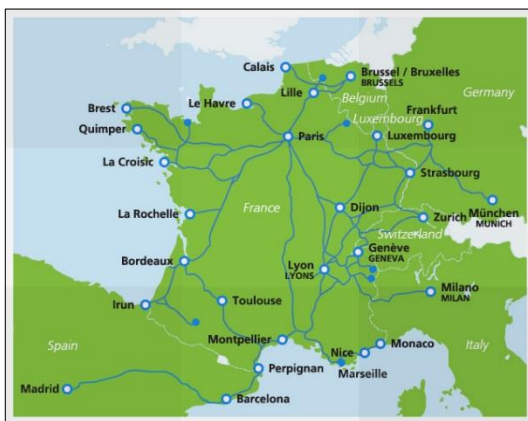 Calais
Brussel / Bruxelles
BRUSSELS
Germany
Le Havre
Lille
Belgium
Brest
Frankfurt
Quimper
Paris
Luxembourg
Luxembourg
La Croisic
Strasbourg
La Rochelle
France
Dijon
Zurich
München
MUNICH
Switzerland
Bordeaux
Lyon
LYONS
Genève
GENEVA
Irun
Toulouse
Milano
MILAN
Spain
Montpellier
Nice
Monaco
Italy
Perpignan
Marseille
Madrid
Barcelona